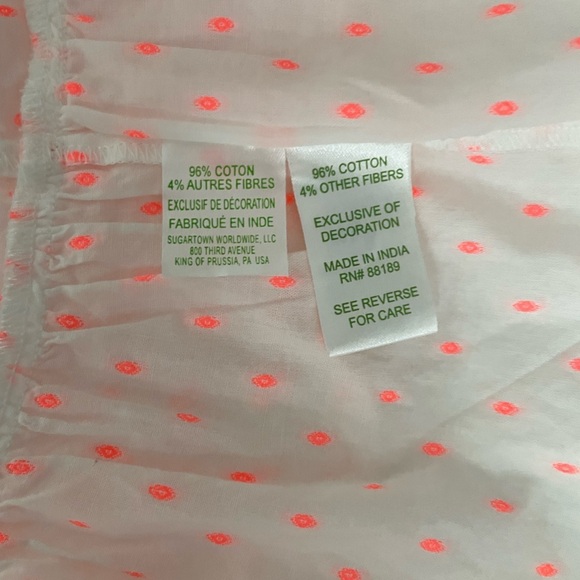 96% COTON
4% AUTRES FIBRES
EXCLUSIF DE DÉCORATION
FABRIQUÉ EN INDE
SUGARTOWN WORLDWIDE, LLC
800 THIRD AVENUE
KING OF PRUSSIA, PA USA
96% COTTON
4% OTHER FIBERS
EXCLUSIVE OF
DECORATION
MADE IN INDIA
RN# 88189
SEE REVERSE
FOR CARE